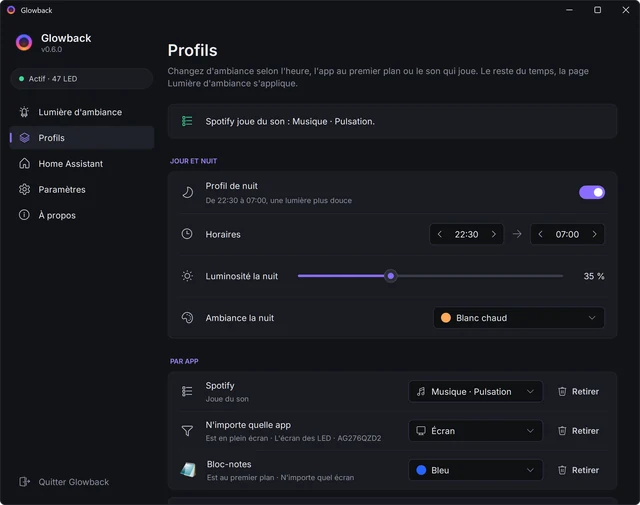 Glowback
Glowback
v0.6.0
Actif · 47 LED
Lumière d'ambiance
Profils
Home Assistant
Paramètres
À propos
Quitter Glowback
Profils
Changez d'ambiance selon l'heure, l'app au premier plan ou le son qui joue. Le reste du temps, la page
Lumière d'ambiance s'applique.
Spotify joue du son : Musique · Pulsation.
JOUR ET NUIT
Profil de nuit
De 22:30 à 07:00, une lumière plus douce
Horaires
22:30
07:00
Luminosité la nuit
35 %
Ambiance la nuit
Blanc chaud
PAR APP
Spotify
Joue du son
Musique · Pulsation
Retirer
N'importe quelle app
Est en plein écran · L'écran des LED · AG276QZD2
Écran
Retirer
Bloc-notes
Est au premier plan · N'importe quel écran
Bleu
Retirer